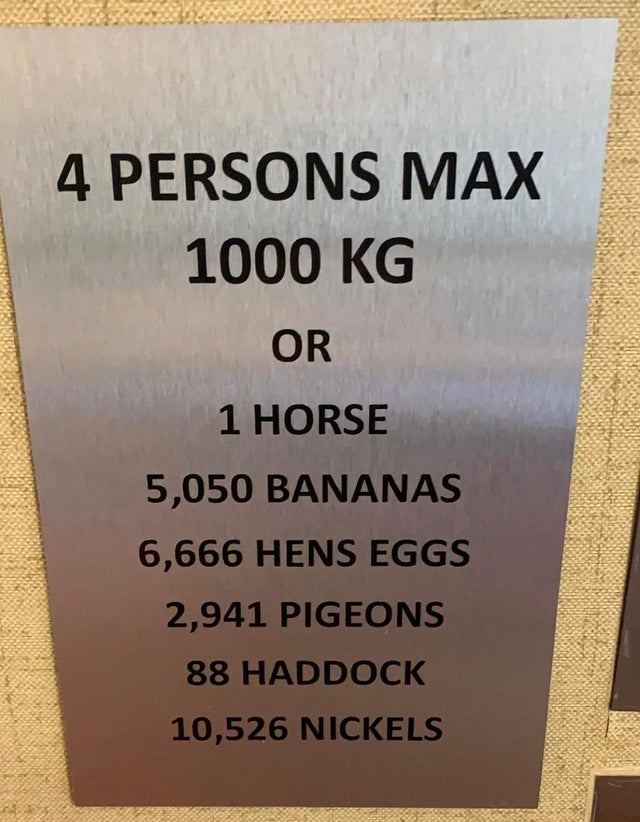 4 PERSONS MAX
1000 KG
OR
1 HORSE
5,050 BANANAS
6,666 HENS EGGS
2,941 PIGEONS
88 HADDOCK
10,526 NICKELS